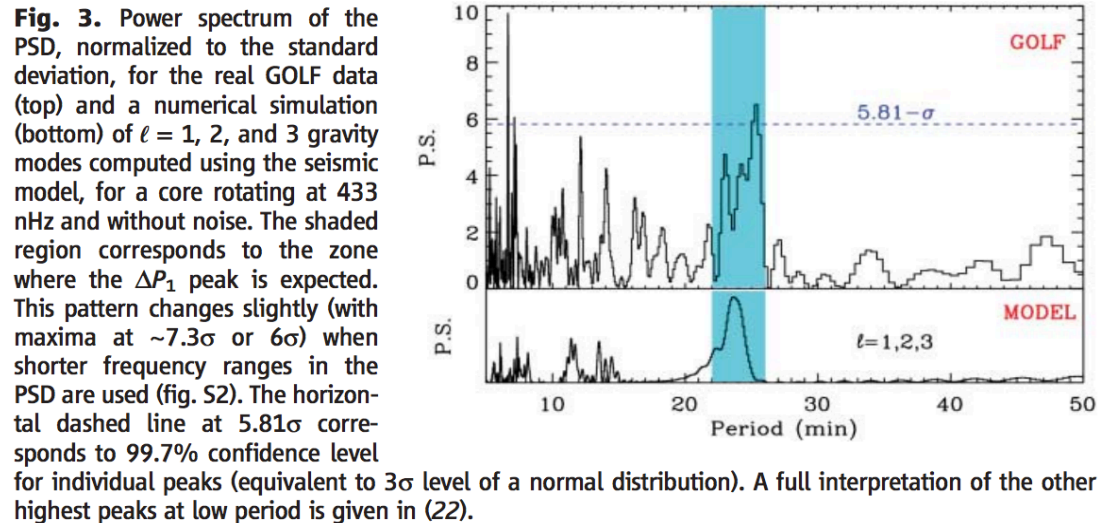 Fig. 3. Power spectrum of the
PSD, normalized to the standard
deviation, for the real GOLF data
(top) and a numerical simulation
(bottom) of ℓ = 1, 2, and 3 gravity
modes computed using the seismic
model, for a core rotating at 433
nHz and without noise. The shaded
region corresponds to the zone
where the ΔP₁ peak is expected.
This pattern changes slightly (with
maxima at ~7.3σ or 6σ) when
shorter frequency ranges in the
PSD are used (fig. S2). The horizon-
tal dashed line at 5.81σ corre-
sponds to 99.7% confidence level
for individual peaks (equivalent to 3σ level of a normal distribution). A full interpretation of the other
highest peaks at low period is given in (22).
10
8
6
4
2
0
P.S.
GOLF
5.81-σ
P.S.
MODEL
ℓ=1,2,3
10 20 30 40 50
Period (min)